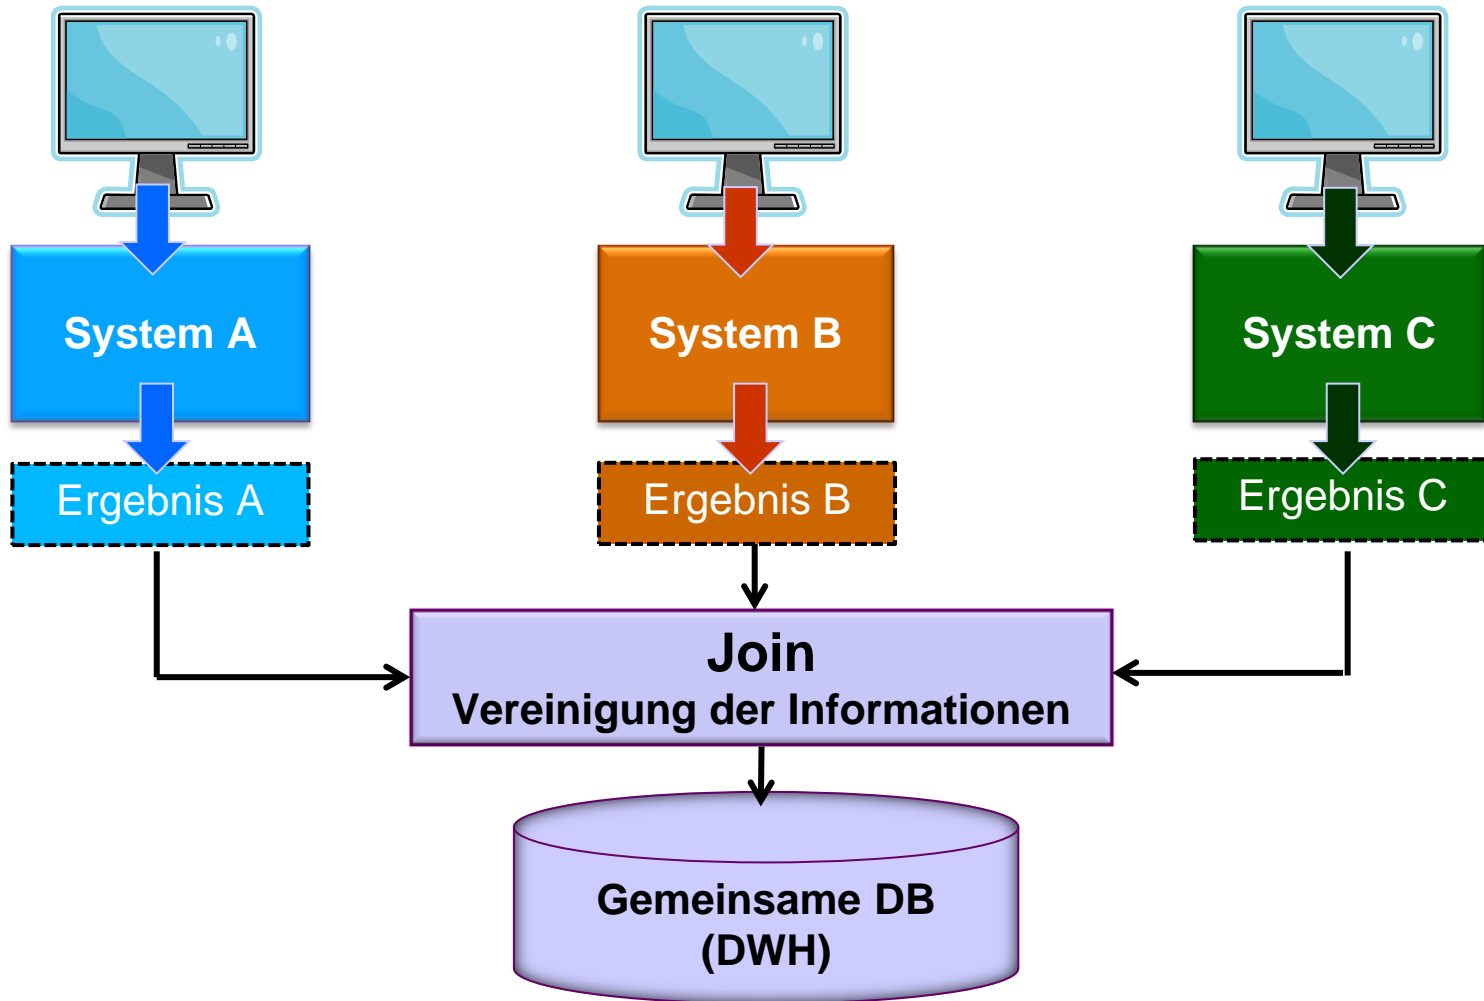 System A
System B
System C
Ergebnis A
Ergebnis B
Ergebnis C
Join
Vereinigung der Informationen
Gemeinsame DB
(DWH)